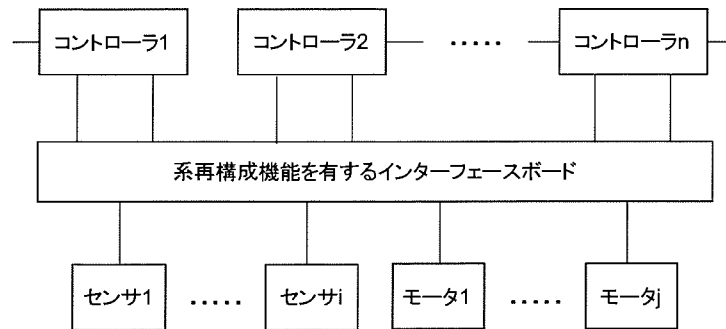 コントローラ1
コントローラ2
・・・・・
コントローラn
系再構成機能を有するインターフェースボード
センサ1
・・・・・
センサi
モータ1
・・・・・
モータj